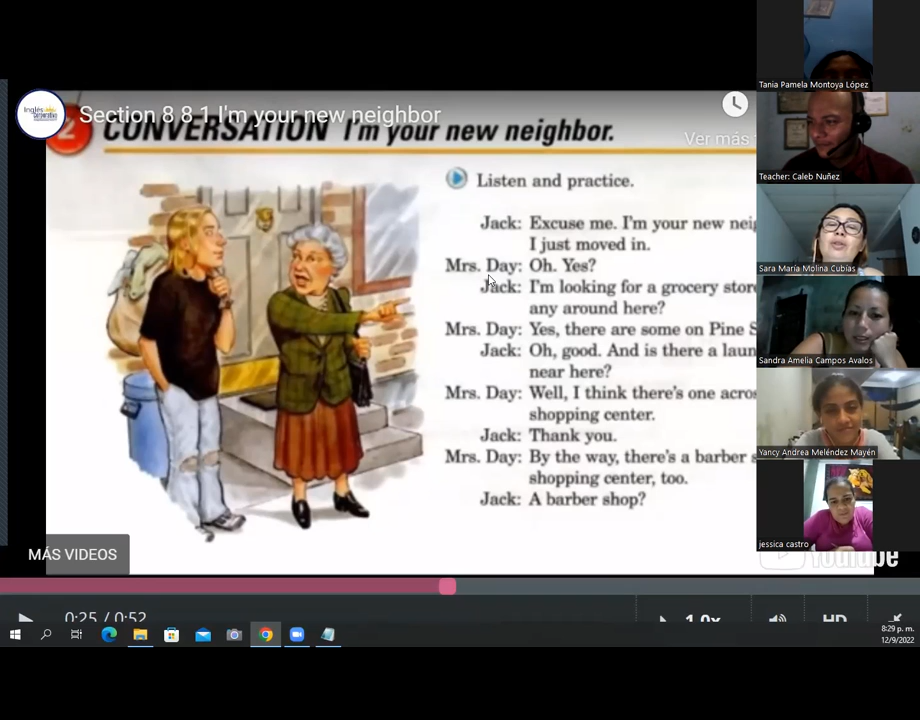 Section 8 8 1 I'm your new neighbor
2 CONVERSATION I'm your new neighbor.
Ver más
Listen and practice.
Jack: Excuse me. I'm your new
I just moved in.
Mrs. Day: Oh. Yes?
Jack: I'm looking for a grocery
any around here?
Mrs. Day: Yes, there are some on Pine
Jack: Oh, good. And is there a
near here?
Mrs. Day: Well, I think there's one
shopping center.
Jack: Thank you.
Mrs. Day: By the way, there's a barber
shopping center, too.
Jack: A barber shop?
MÁS VIDEOS
YouTube
0:25 / 0:52
1.0x
HD
8:29 p. m.
12/9/2022
Tania Pamela Montoya López
Teacher: Caleb Nuñez
Sara María Molina Cubías
Sandra Amelia Campos Avalos
Yancy Andrea Meléndez Mayén
jessica castro